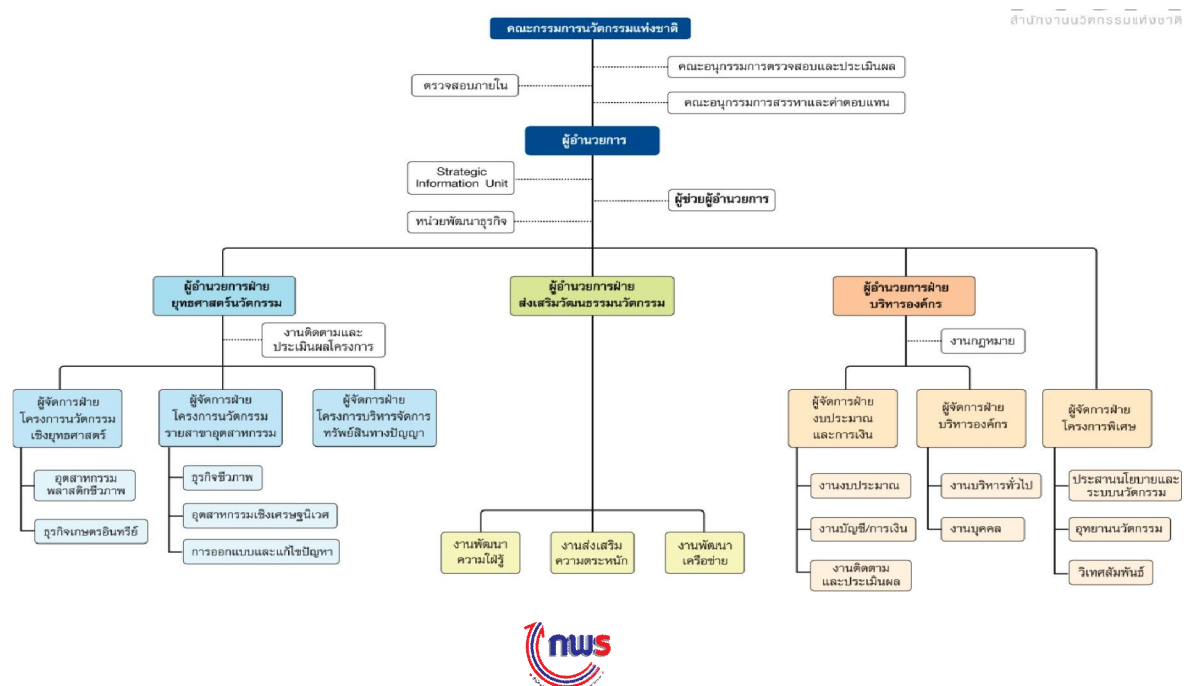 สำนักงานนวัตกรรมแห่งชาติ
คณะกรรมการนวัตกรรมแห่งชาติ
คณะอนุกรรมการตรวจสอบและประเมินผล
ตรวจสอบภายใน
คณะอนุกรรมการสรรหาและค่าตอบแทน
ผู้อำนวยการ
Strategic
Information Unit
ผู้ช่วยผู้อำนวยการ
หน่วยพัฒนาธุรกิจ
ผู้อำนวยการฝ่าย
ยุทธศาสตร์นวัตกรรม
ผู้อำนวยการฝ่าย
ส่งเสริมวัฒนธรรมนวัตกรรม
ผู้อำนวยการฝ่าย
บริหารองค์กร
งานติดตามและ
ประเมินผลโครงการ
งานกฎหมาย
ผู้จัดการฝ่าย
โครงการนวัตกรรม
เชิงยุทธศาสตร์
ผู้จัดการฝ่าย
โครงการนวัตกรรม
รายสาขาอุตสาหกรรม
ผู้จัดการฝ่าย
โครงการบริหารจัดการ
ทรัพย์สินทางปัญญา
ผู้จัดการฝ่าย
งบประมาณ
และการเงิน
ผู้จัดการฝ่าย
บริหารองค์กร
ผู้จัดการฝ่าย
โครงการพิเศษ
อุตสาหกรรม
พลาสติกชีวภาพ
ธุรกิจเกษตรอินทรีย์
ธุรกิจชีวภาพ
อุตสาหกรรมเชิงเศรษฐนิเวศ
การออกแบบและแก้ไขปัญหา
งานพัฒนา
ความใฝ่รู้
งานส่งเสริม
ความตระหนัก
งานพัฒนา
เครือข่าย
งานงบประมาณ
งานบัญชี/การเงิน
งานติดตาม
และประเมินผล
งานบริหารทั่วไป
งานบุคคล
ประสานนโยบายและ
ระบบนวัตกรรม
อุทยานนวัตกรรม
วิเทศสัมพันธ์
กพร